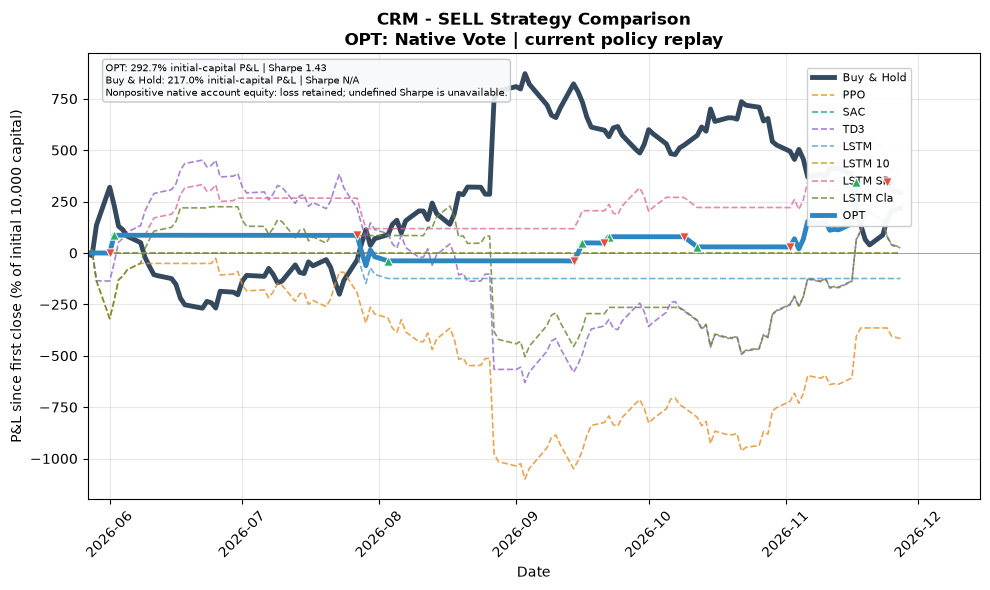 CRM - SELL Strategy Comparison
OPT: Native Vote | current policy replay
OPT: 292.7% initial-capital P&L | Sharpe 1.43
Buy & Hold: 217.0% initial-capital P&L | Sharpe N/A
Nonpositive native account equity: loss retained; undefined Sharpe is unavailable.
Buy & Hold
PPO
SAC
TD3
LSTM
LSTM 10
LSTM
LSTM Cla
OPT
P&L since first close (% of initial 10,000 capital)
750
500
250
0
−250
−500
−750
−1000
2026-06
2026-07
2026-08
2026-09
2026-10
2026-11
2026-12
Date